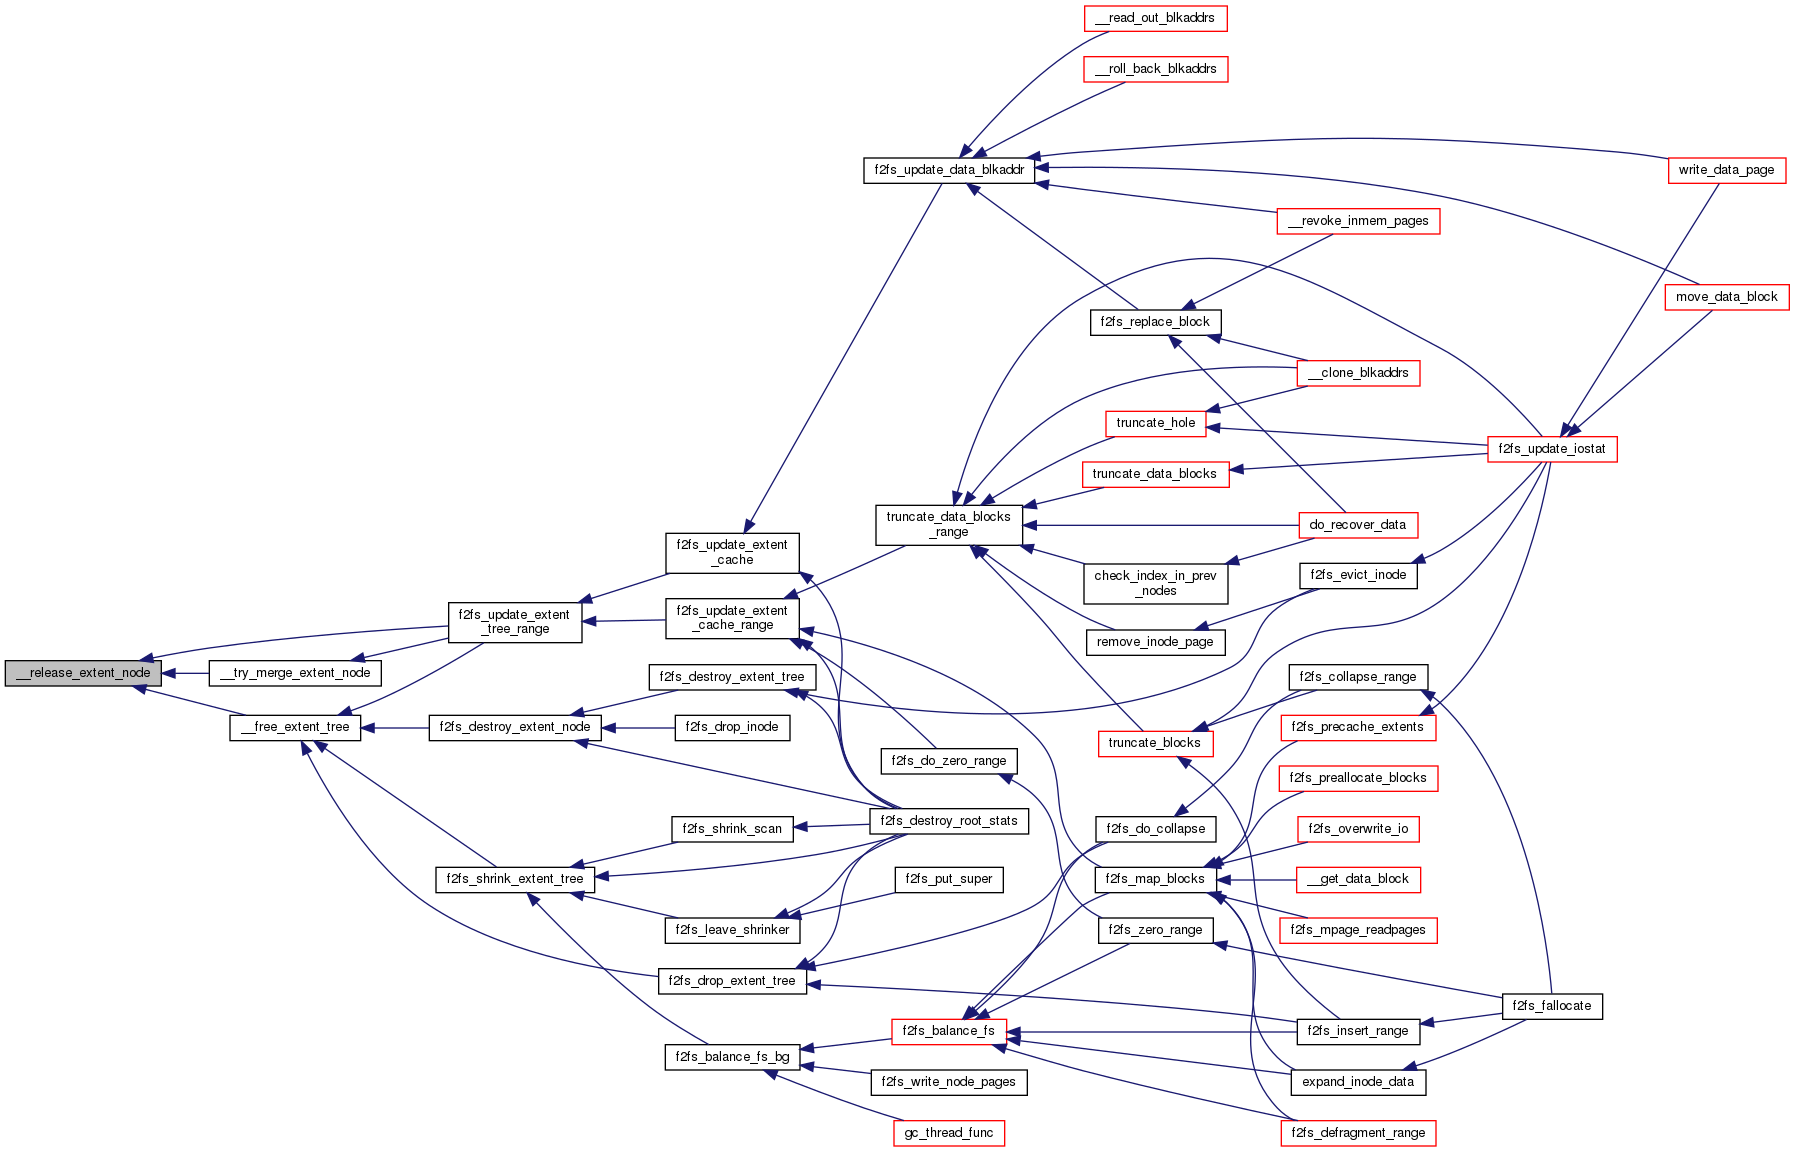 __read_out_blkaddrs
__roll_back_blkaddrs
f2fs_update_data_blkaddr
write_data_page
__revoke_inmem_pages
move_data_block
f2fs_replace_block
__clone_blkaddrs
truncate_hole
f2fs_update_iostat
truncate_data_blocks
truncate_data_blocks
_range
do_recover_data
f2fs_update_extent
_cache
check_index_in_prev
_nodes
f2fs_evict_inode
f2fs_update_extent
_tree_range
f2fs_update_extent
_cache_range
remove_inode_page
__release_extent_node
__try_merge_extent_node
f2fs_destroy_extent_tree
f2fs_collapse_range
__free_extent_tree
f2fs_destroy_extent_node
f2fs_drop_inode
f2fs_precache_extents
truncate_blocks
f2fs_do_zero_range
f2fs_preallocate_blocks
f2fs_destroy_root_stats
f2fs_shrink_scan
f2fs_do_collapse
f2fs_overwrite_io
f2fs_shrink_extent_tree
f2fs_put_super
f2fs_map_blocks
__get_data_block
f2fs_leave_shrinker
f2fs_zero_range
f2fs_mpage_readpages
f2fs_drop_extent_tree
f2fs_fallocate
f2fs_balance_fs
f2fs_insert_range
f2fs_balance_fs_bg
f2fs_write_node_pages
expand_inode_data
gc_thread_func
f2fs_defragment_range